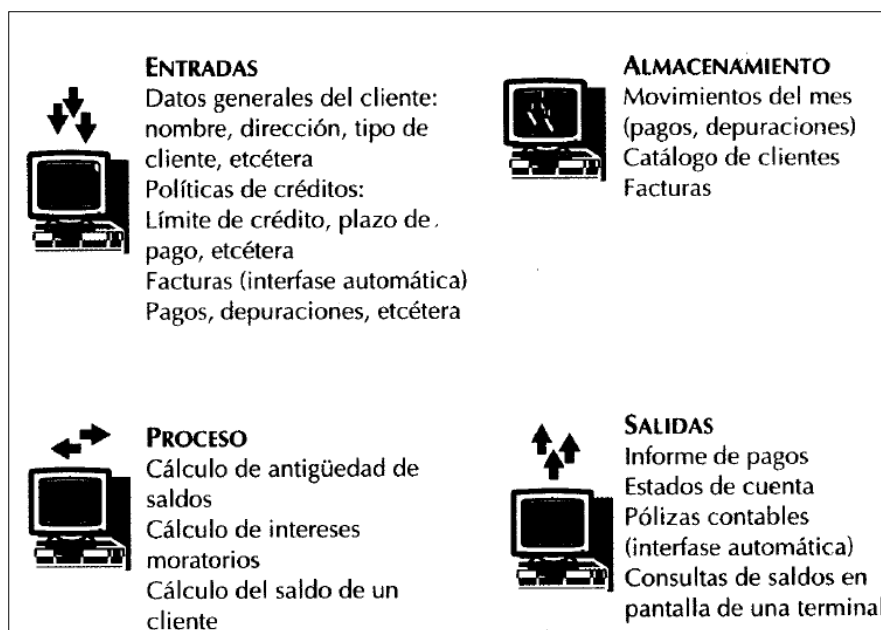 ENTRADAS
Datos generales del cliente:
nombre, dirección, tipo de
cliente, etcétera
Políticas de créditos:
Límite de crédito, plazo de.
pago, etcétera
Facturas (interfase automática)
Pagos, depuraciones, etcétera
ALMACENAMIENTO
Movimientos del mes
(pagos, depuraciones)
Catálogo de clientes
Facturas
PROCESO
Cálculo de antigüedad de
saldos
Cálculo de intereses
moratorios
Cálculo del saldo de un
cliente
SALIDAS
Informe de pagos
Estados de cuenta
Pólizas contables
(interfase automática)
Consultas de saldos en
pantalla de una terminal